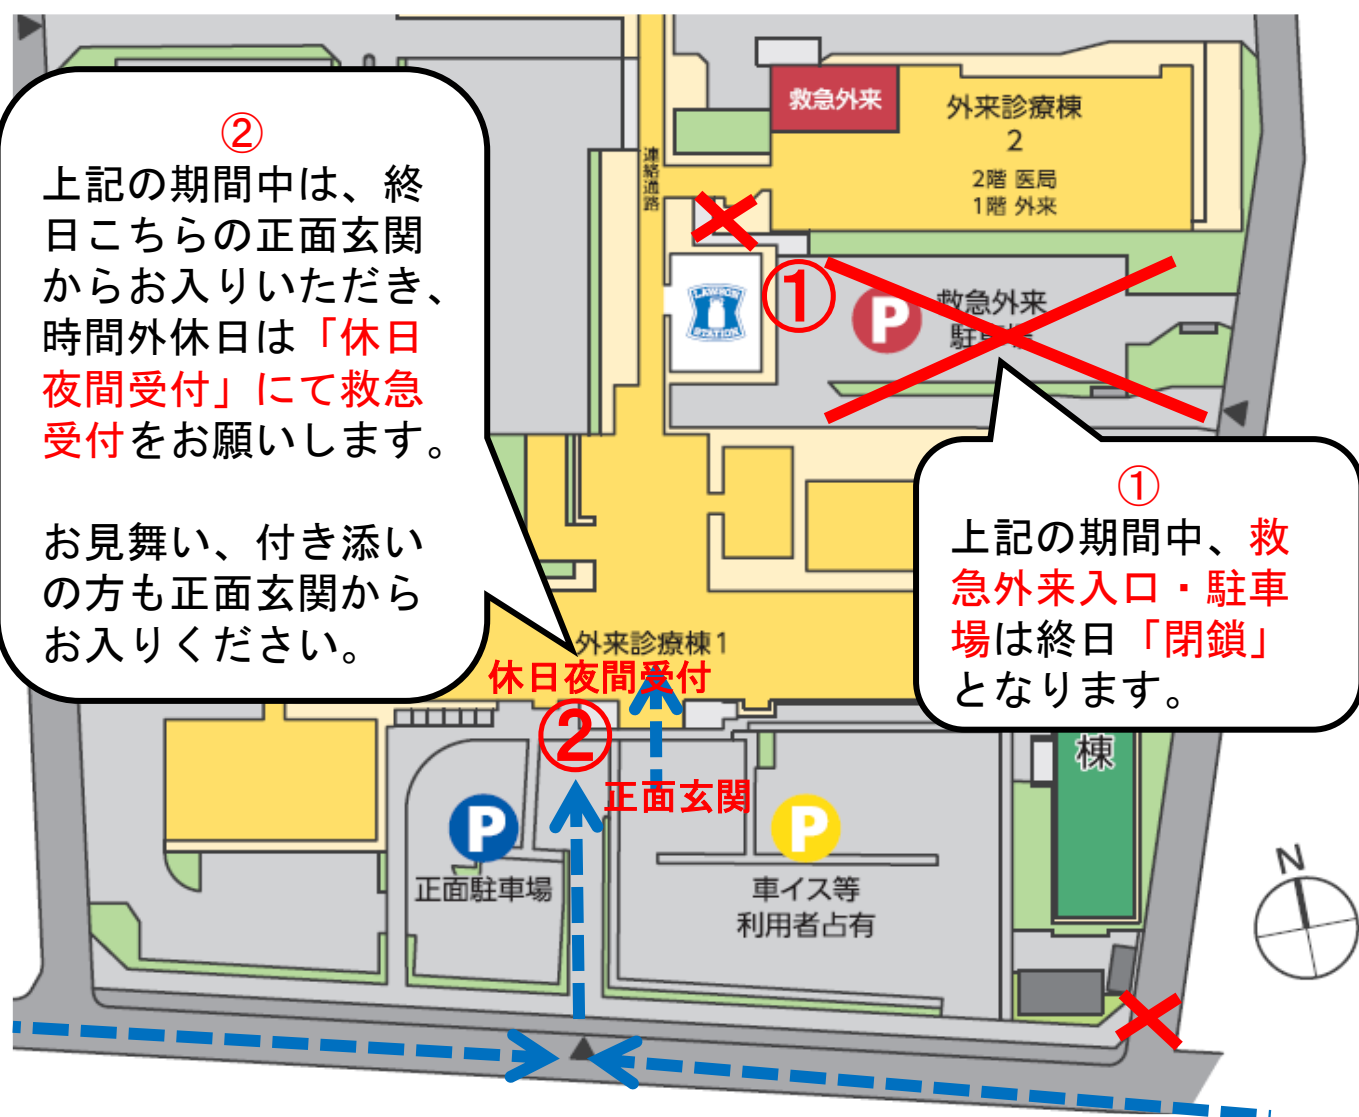 ②
上記の期間中は、終
日こちらの正面玄関
からお入りいただき、
時間外休日は「休日
夜間受付」にて救急
受付をお願いします。
お見舞い、付き添い
の方も正面玄関から
お入りください。
救急外来
外来診療棟
2
2階 医局
1階 外来
連絡通路
LAWSON
STATION
①
P
救急外来
①
上記の期間中、救
急外来入口・駐車
場は終日「閉鎖」
となります。
外来診療棟1
休日夜間受付
②
正面玄関
P
正面駐車場
P
車イス等
利用者占有
棟
N